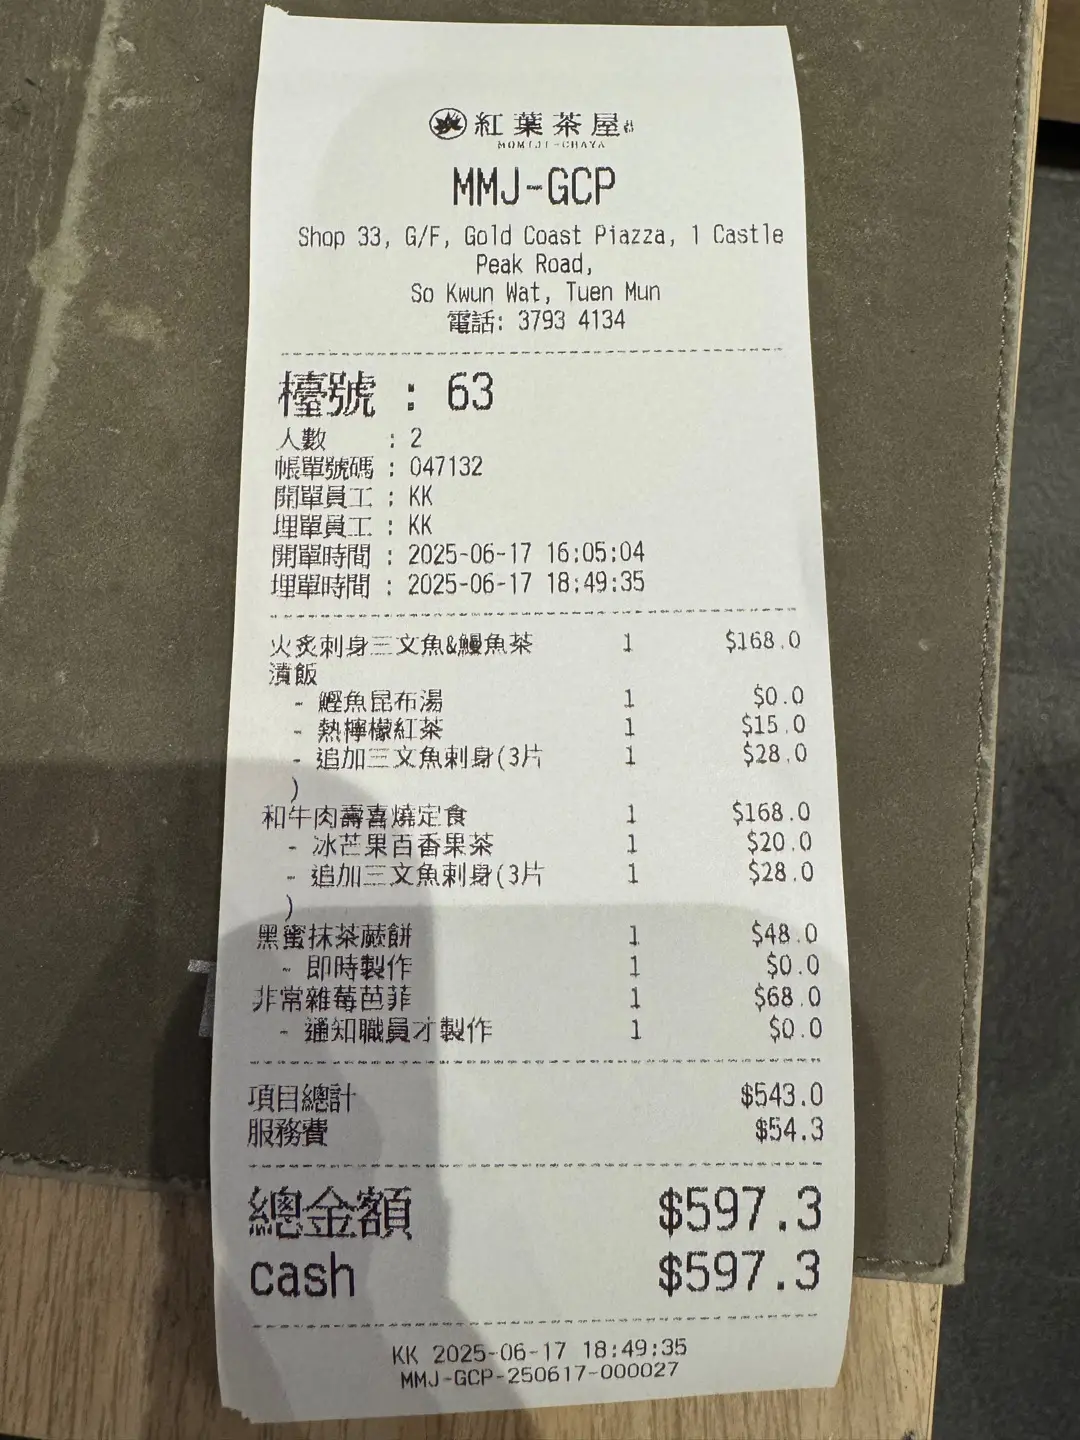 紅葉茶屋
MOMIJI-CHAYA
MMJ-GCP
Shop 33, G/F, Gold Coast Piazza, 1 Castle
Peak Road,
So Kwun Wat, Tuen Mun
電話: 3793 4134
檯號 : 63
人數 : 2
帳單號碼 : 047132
開單員工 : KK
埋單員工 : KK
開單時間 : 2025-06-17 16:05:04
埋單時間 : 2025-06-17 18:49:35
火炙刺身三文魚&鰻魚茶 1 $168.0
漬飯
- 鰹魚昆布湯 1 $0.0
- 熱檸檬紅茶 1 $15.0
- 追加三文魚刺身(3片 1 $28.0
)
和牛肉壽喜燒定食 1 $168.0
- 冰芒果百香果茶 1 $20.0
- 追加三文魚刺身(3片 1 $28.0
)
黑蜜抹茶蕨餅 1 $48.0
- 即時製作 1 $0.0
非常雜莓芭菲 1 $68.0
- 通知職員才製作 1 $0.0
項目總計 $543.0
服務費 $54.3
總金額 $597.3
cash $597.3
KK 2025-06-17 18:49:35
MMJ-GCP-250617-000027